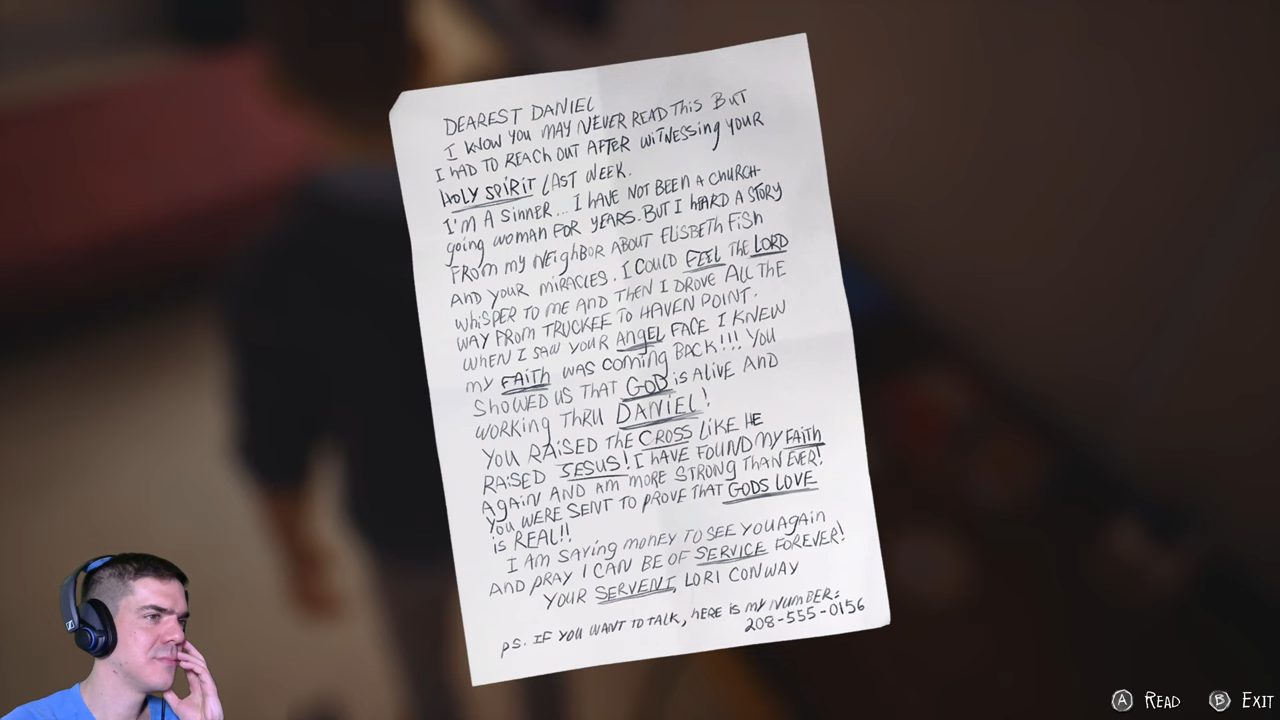 DEAREST DANIEL
I KNOW YOU MAY NEVER READ THIS BUT
I HAD TO REACH OUT AFTER WITNESSING YOUR
HOLY SPIRIT LAST WEEK.
I'M A SINNER... I HAVE NOT BEEN A CHURCH-
going WOMAN FOR YEARS. BUT I HEARD A STORY
FROM MY NEIGHBOR ABOUT ELISBETH FISH
AND YOUR MIRACLES. I COULD FEEL THE LORD
WHISPER TO ME AND THEN I DROVE ALL THE
WAY FROM TRUCKEE TO HAVEN POINT.
WHEN I SAW YOUR ANGEL FACE I KNEW
MY FAITH WAS COMING BACK!!! YOU
SHOWED US THAT GOD IS ALIVE AND
WORKING THRU DANIEL!
YOU RAISED THE CROSS LIKE HE
RAISED JESUS! I HAVE FOUND MY FAITH
AGAIN AND AM MORE STRONG THAN EVER!
YOU WERE SENT TO PROVE THAT GODS LOVE
IS REAL!!
I AM SAVING MONEY TO SEE YOU AGAIN
AND PRAY I CAN BE OF SERVICE FOREVER!
YOUR SERVENT, LORI CONWAY
PS. IF YOU WANT TO TALK, HERE IS MY NUMBER:
208-555-0156
A READ B EXIT